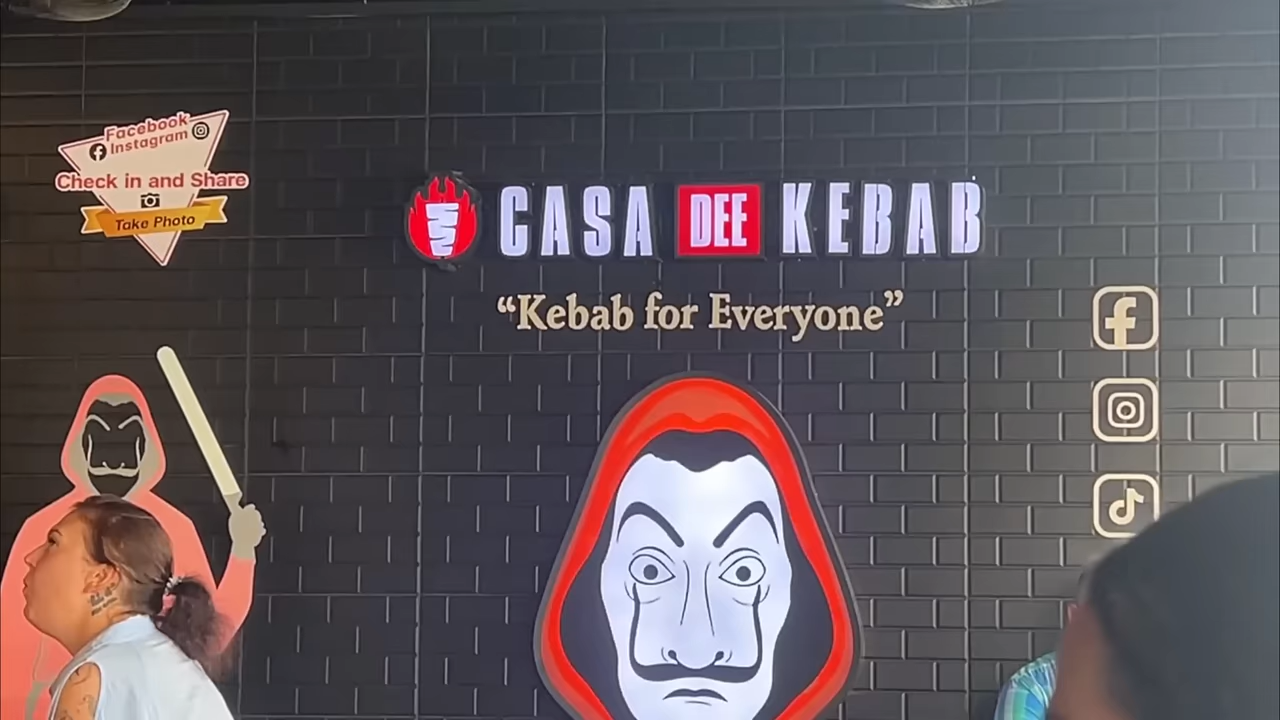 Facebook
Instagram
Check in and Share
Take Photo
CASA DEE KEBAB
“Kebab for Everyone”